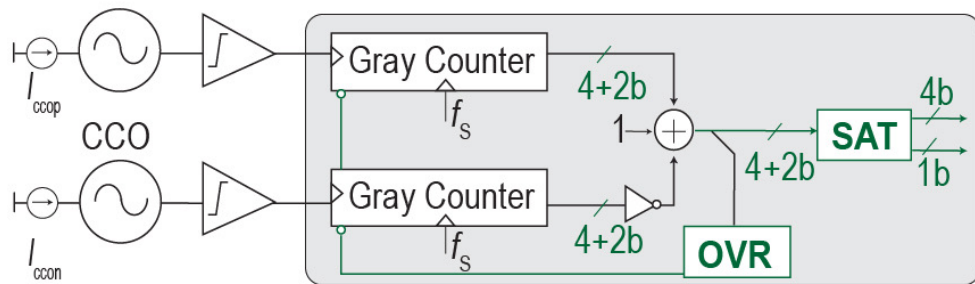 Gray Counter
4+2b
I_ccop
f_S
CCO
1
4+2b
SAT
4b
1b
Gray Counter
4+2b
I_ccon
f_S
OVR